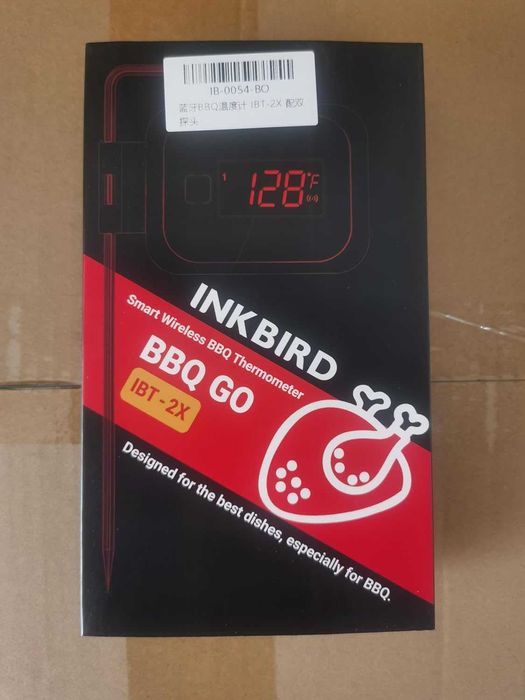 IB-0054-BO
蓝牙BBQ温度计 IBT-2X 配双
探头
1 128°F
INKBIRD
Smart Wireless BBQ Thermometer
BBQ GO
IBT - 2X
Designed for the best dishes, especially for BBQ.